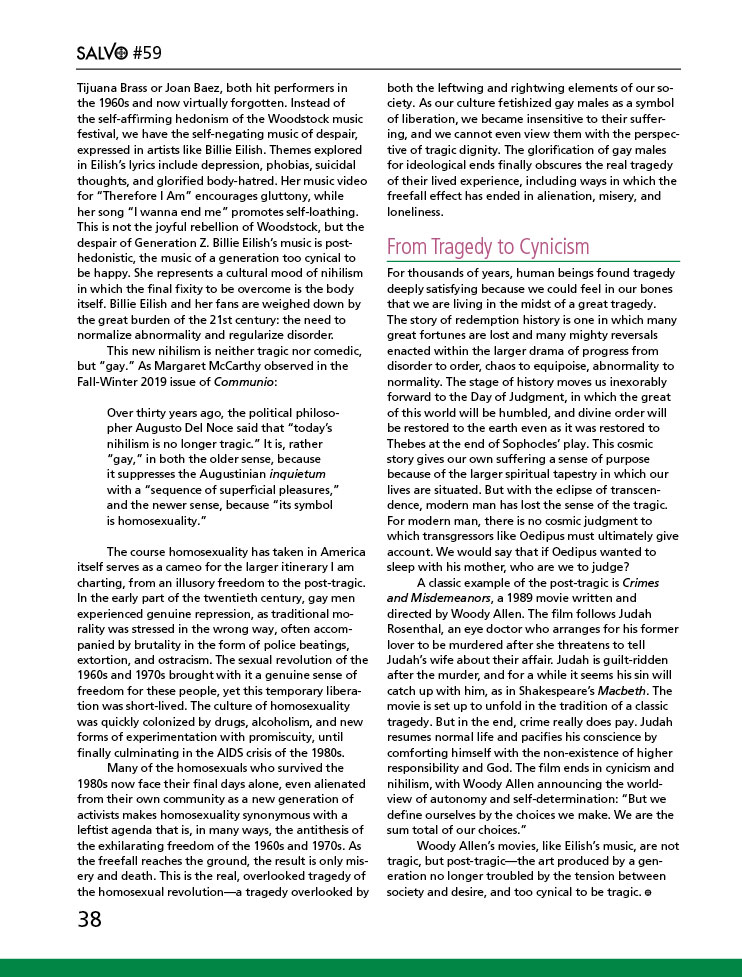 SALVO #59
Tijuana Brass or Joan Baez, both hit performers in
the 1960s and now virtually forgotten. Instead of
the self-affirming hedonism of the Woodstock music
festival, we have the self-negating music of despair,
expressed in artists like Billie Eilish. Themes explored
in Eilish’s lyrics include depression, phobias, suicidal
thoughts, and glorified body-hatred. Her music video
for “Therefore I Am” encourages gluttony, while
her song “I wanna end me” promotes self-loathing.
This is not the joyful rebellion of Woodstock, but the
despair of Generation Z. Billie Eilish’s music is post-
hedonistic, the music of a generation too cynical to
be happy. She represents a cultural mood of nihilism
in which the final fixity to be overcome is the body
itself. Billie Eilish and her fans are weighed down by
the great burden of the 21st century: the need to
normalize abnormality and regularize disorder.
This new nihilism is neither tragic nor comedic,
but “gay.” As Margaret McCarthy observed in the
Fall-Winter 2019 issue of Communio:
Over thirty years ago, the political philoso-
pher Augusto Del Noce said that “today’s
nihilism is no longer tragic.” It is, rather
“gay,” in both the older sense, because
it suppresses the Augustinian inquietum
with a “sequence of superficial pleasures,”
and the newer sense, because “its symbol
is homosexuality.”
The course homosexuality has taken in America
itself serves as a cameo for the larger itinerary I am
charting, from an illusory freedom to the post-tragic.
In the early part of the twentieth century, gay men
experienced genuine repression, as traditional mo-
rality was stressed in the wrong way, often accom-
panied by brutality in the form of police beatings,
extortion, and ostracism. The sexual revolution of the
1960s and 1970s brought with it a genuine sense of
freedom for these people, yet this temporary libera-
tion was short-lived. The culture of homosexuality
was quickly colonized by drugs, alcoholism, and new
forms of experimentation with promiscuity, until
finally culminating in the AIDS crisis of the 1980s.
Many of the homosexuals who survived the
1980s now face their final days alone, even alienated
from their own community as a new generation of
activists makes homosexuality synonymous with a
leftist agenda that is, in many ways, the antithesis of
the exhilarating freedom of the 1960s and 1970s. As
the freefall reaches the ground, the result is only mis-
ery and death. This is the real, overlooked tragedy of
the homosexual revolution—a tragedy overlooked by
both the leftwing and rightwing elements of our so-
ciety. As our culture fetishized gay males as a symbol
of liberation, we became insensitive to their suffer-
ing, and we cannot even view them with the perspec-
tive of tragic dignity. The glorification of gay males
for ideological ends finally obscures the real tragedy
of their lived experience, including ways in which the
freefall effect has ended in alienation, misery, and
loneliness.
From Tragedy to Cynicism
For thousands of years, human beings found tragedy
deeply satisfying because we could feel in our bones
that we are living in the midst of a great tragedy.
The story of redemption history is one in which many
great fortunes are lost and many mighty reversals
enacted within the larger drama of progress from
disorder to order, chaos to equipoise, abnormality to
normality. The stage of history moves us inexorably
forward to the Day of Judgment, in which the great
of this world will be humbled, and divine order will
be restored to the earth even as it was restored to
Thebes at the end of Sophocles’ play. This cosmic
story gives our own suffering a sense of purpose
because of the larger spiritual tapestry in which our
lives are situated. But with the eclipse of transcen-
dence, modern man has lost the sense of the tragic.
For modern man, there is no cosmic judgment to
which transgressors like Oedipus must ultimately give
account. We would say that if Oedipus wanted to
sleep with his mother, who are we to judge?
A classic example of the post-tragic is Crimes
and Misdemeanors, a 1989 movie written and
directed by Woody Allen. The film follows Judah
Rosenthal, an eye doctor who arranges for his former
lover to be murdered after she threatens to tell
Judah’s wife about their affair. Judah is guilt-ridden
after the murder, and for a while it seems his sin will
catch up with him, as in Shakespeare’s Macbeth. The
movie is set up to unfold in the tradition of a classic
tragedy. But in the end, crime really does pay. Judah
resumes normal life and pacifies his conscience by
comforting himself with the non-existence of higher
responsibility and God. The film ends in cynicism and
nihilism, with Woody Allen announcing the world-
view of autonomy and self-determination: “But we
define ourselves by the choices we make. We are the
sum total of our choices.”
Woody Allen’s movies, like Eilish’s music, are not
tragic, but post-tragic—the art produced by a gen-
eration no longer troubled by the tension between
society and desire, and too cynical to be tragic.
38